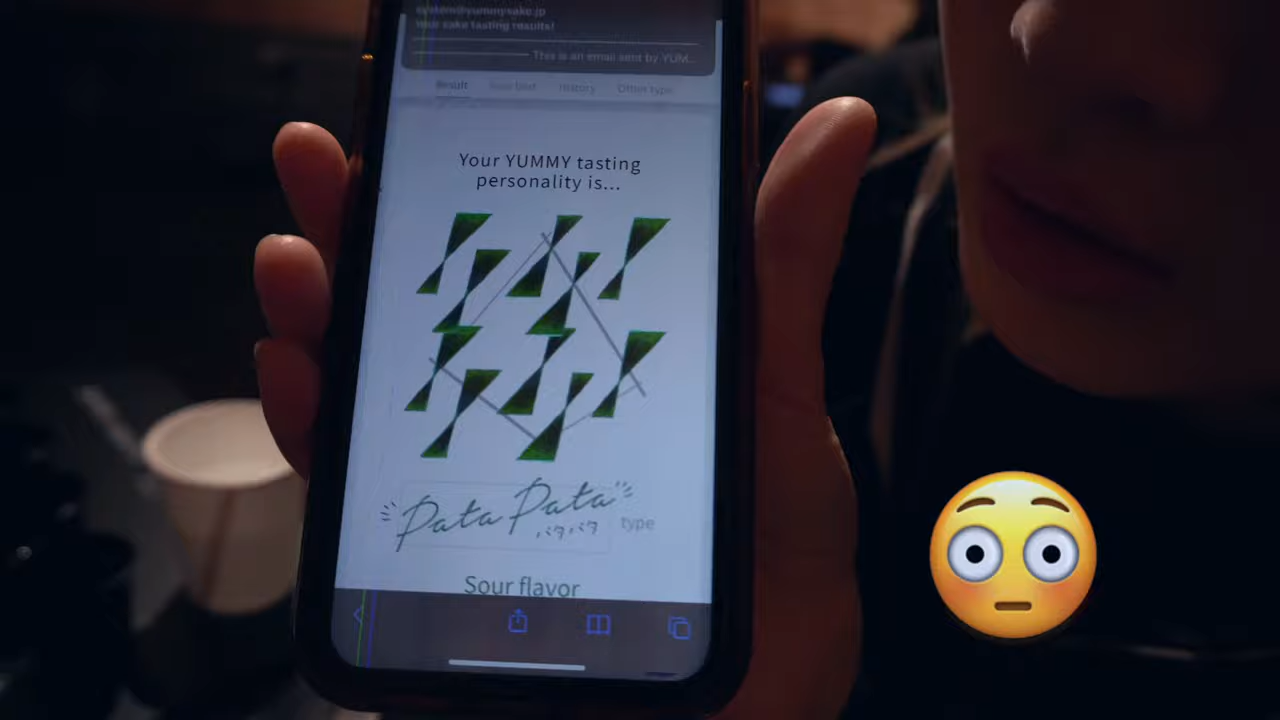 system@yummysake.jp
Your sake tasting results!
This is an email sent by YUM...
Result
History
Other type
Your YUMMY tasting
personality is...
Pata Pata
パタパタ
type
Sour flavor